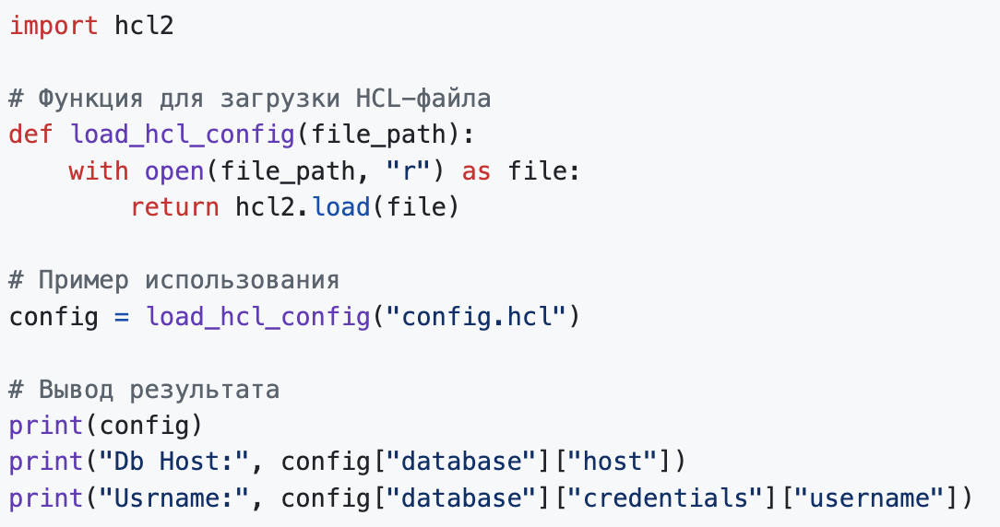 import hcl2
# Функция для загрузки HCL-файла
def load_hcl_config(file_path):
    with open(file_path, "r") as file:
        return hcl2.load(file)
# Пример использования
config = load_hcl_config("config.hcl")
# Вывод результата
print(config)
print("Db Host:", config["database"]["host"])
print("Usrname:", config["database"]["credentials"]["username"])